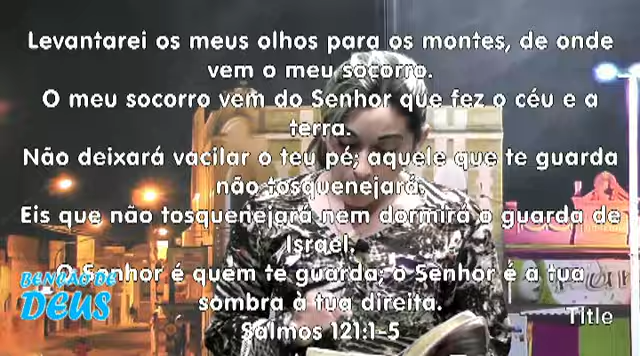 Levantarei os meus olhos para os montes, de onde
vem o meu socorro.
O meu socorro vem do Senhor que fez o céu e a
terra.
Não deixará vacilar o teu pé; aquele que te guarda
não tosquenejará.
Eis que não tosquenejará nem dormirá o guarda de
Israel.
O Senhor é quem te guarda; o Senhor é a tua
sombra à tua direita.
Salmos 121:1-5
BENÇÃO DE
DEUS
Title